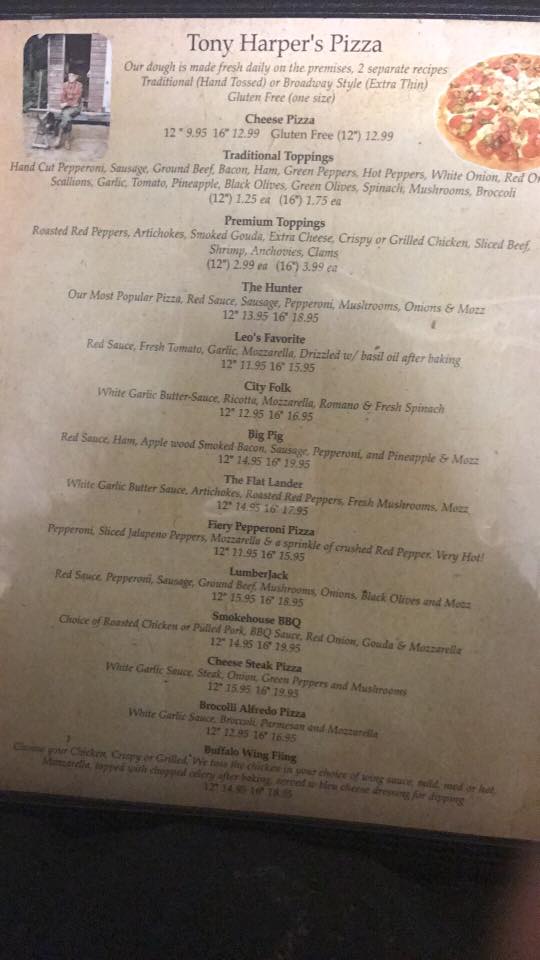 Tony Harper's Pizza
Our dough is made fresh daily on the premises, 2 separate recipes
Traditional (Hand Tossed) or Broadway Style (Extra Thin)
Gluten Free (one size)
Cheese Pizza
12 " 9.95 16" 12.99 Gluten Free (12") 12.99
Traditional Toppings
Hand Cut Pepperoni, Sausage, Ground Beef, Bacon, Ham, Green Peppers, Hot Peppers, White Onion, Red
Scallions, Garlic, Tomato, Pineapple, Black Olives, Green Olives, Spinach, Mushrooms, Broccoli
(12") 1.25 ea (16") 1.75 ea
Premium Toppings
Roasted Red Peppers, Artichokes, Smoked Gouda, Extra Cheese, Crispy or Grilled Chicken, Sliced Beef,
Shrimp, Anchovies, Clams
(12") 2.99 ea (16") 3.99 ea
The Hunter
Our Most Popular Pizza, Red Sauce, Sausage, Pepperoni, Mushrooms, Onions & Mozz
12" 13.95 16" 18.95
Leo's Favorite
Red Sauce, Fresh Tomato, Garlic, Mozzarella, Drizzled w/ basil oil after baking
12" 11.95 16" 15.95
City Folk
White Garlic Butter-Sauce, Ricotta, Mozzarella, Romano & Fresh Spinach
12" 12.95 16" 16.95
Big Pig
Red Sauce, Ham, Apple wood Smoked Bacon, Sausage, Pepperoni, and Pineapple & Mozz
12" 14.95 16" 19.95
The Flat Lander
White Garlic Butter Sauce, Artichokes, Roasted Red Peppers, Fresh Mushrooms, Mozz
12" 14.95 16" 17.95
Fiery Pepperoni Pizza
Pepperoni, Sliced Jalapeno Peppers, Mozzarella & a sprinkle of crushed Red Pepper. Very Hot!
12" 11.95 16" 15.95
LumberJack
Red Sauce, Pepperoni, Sausage, Ground Beef, Mushrooms, Onions, Black Olives and Mozz
12" 15.95 16" 18.95
Smokehouse BBQ
Choice of Roasted Chicken or Pulled Pork, BBQ Sauce, Red Onion, Gouda & Mozzarella
12" 14.95 16" 19.95
Cheese Steak Pizza
White Garlic Sauce, Steak, Onion, Green Peppers and Mushrooms
12" 15.95 16" 19.95
Brocolli Alfredo Pizza
White Garlic Sauce, Broccoli, Parmesan and Mozzarella
12" 12.95 16" 16.95
Buffalo Wing Fling
Choose your Chicken, Crispy or Grilled, We toss the chicken in your choice of wing sauce, mild, med or hot.
Mozzarella, topped with chopped celery after baking, served w bleu cheese dressing for dipping
12" 14.95 16" 18.95